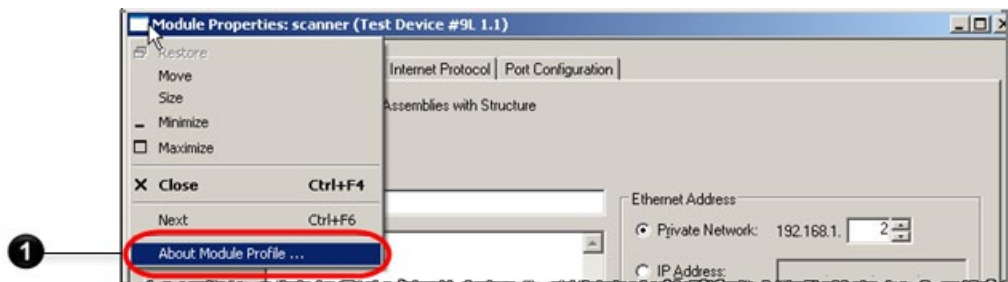 Module Properties: scanner (Test Device #9L 1.1)
Restore
Move
Size
Minimize
Maximize
Close Ctrl+F4
Next Ctrl+F6
About Module Profile ...
Internet Protocol Port Configuration
Assemblies with Structure
Ethernet Address
Private Network: 192.168.1. 2
IP Address:
1